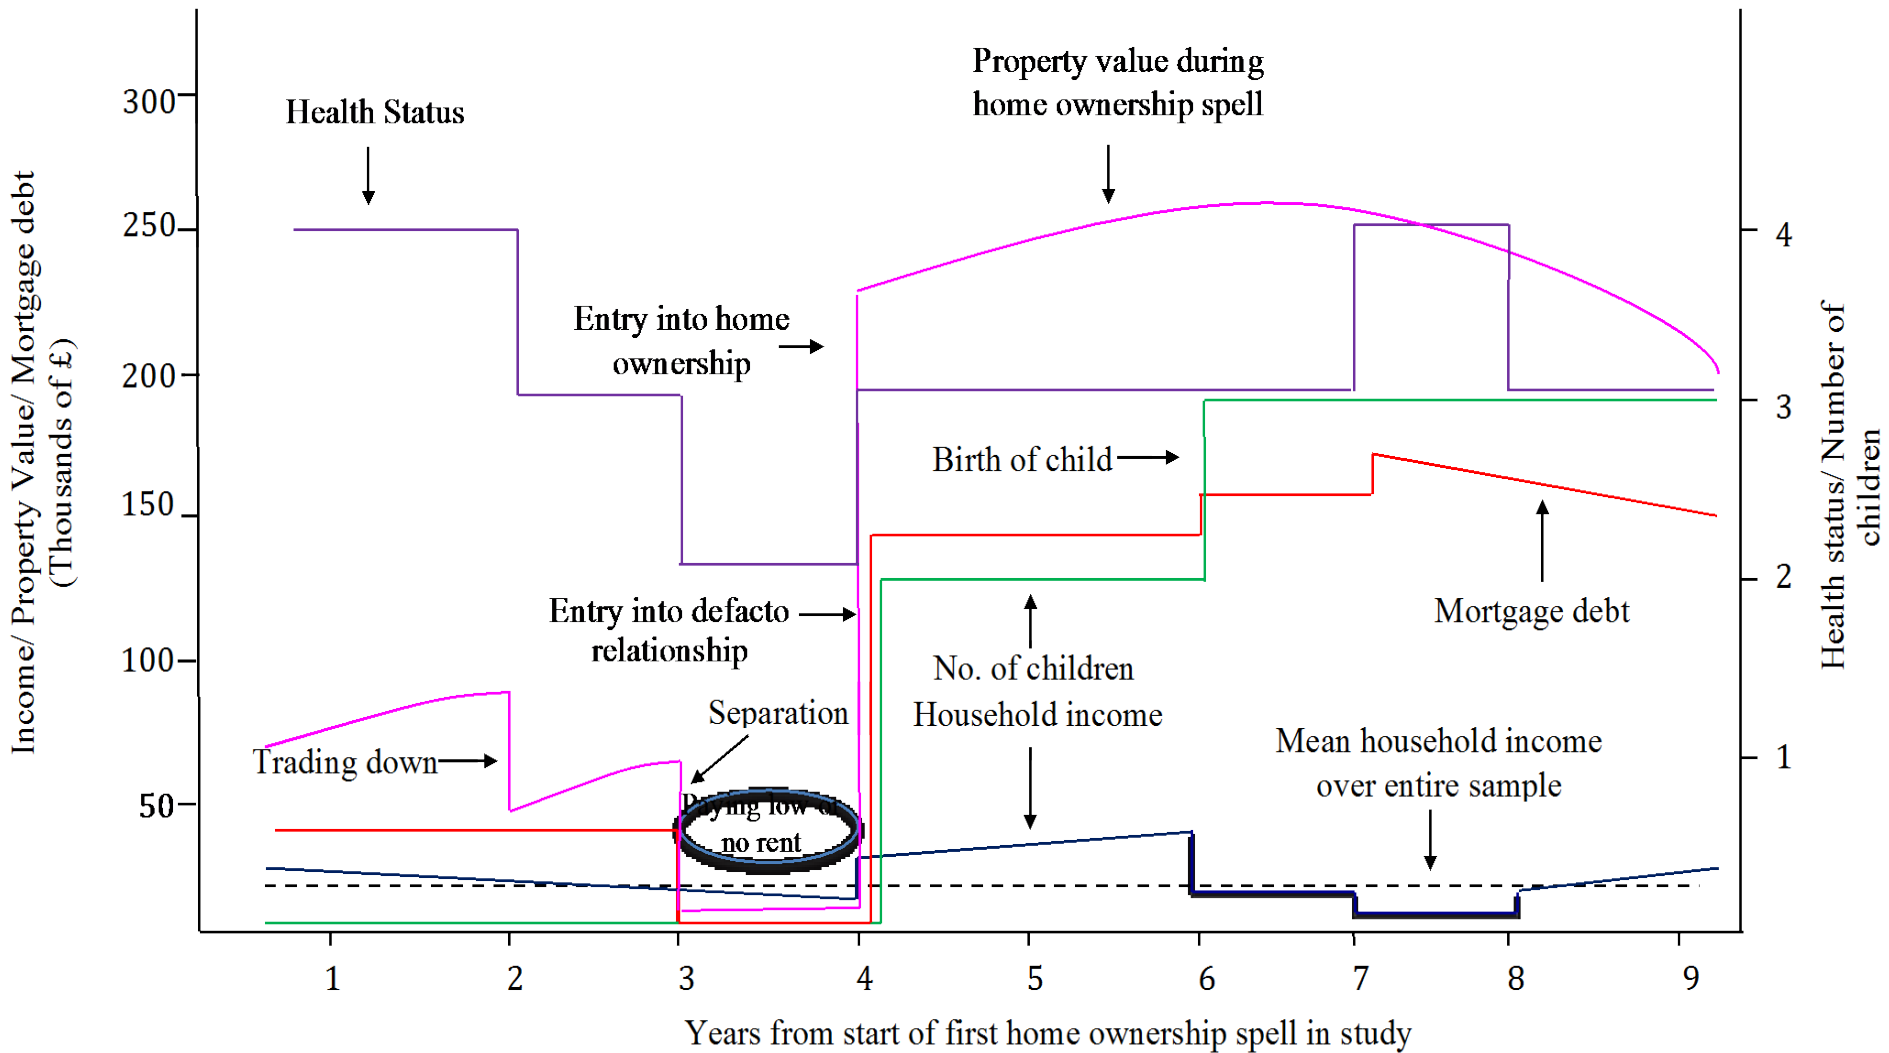 Property value during
home ownership spell
300
Health Status
250
4
Entry into home
ownership
200
3
Birth of child
150
2
Entry into defacto
relationship
Mortgage debt
100
No. of children
Household income
Separation
Trading down
Mean household income
over entire sample
1
50
Paying low or
no rent
1 2 3 4 5 6 7 8 9
Years from start of first home ownership spell in study
Income/ Property Value/ Mortgage debt
(Thousands of £)
Health status/ Number of
children